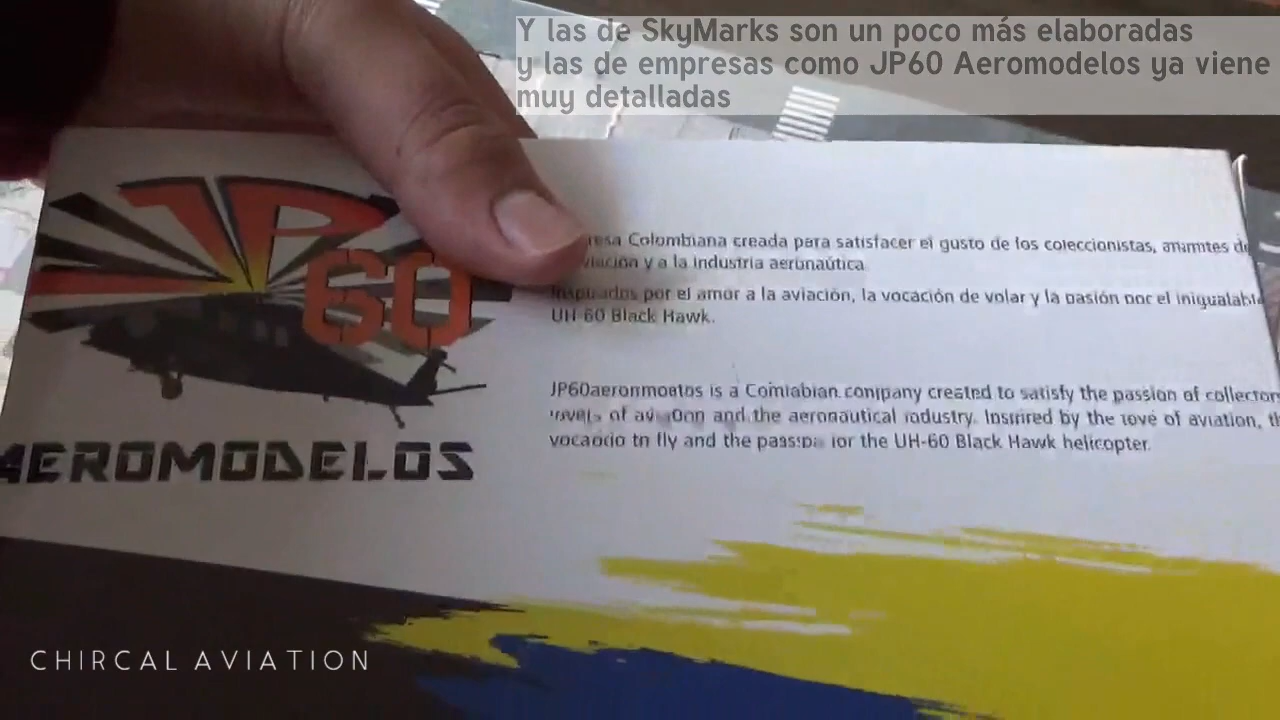 Y las de SkyMarks son un poco más elaboradas
y las de empresas como JP60 Aeromodelos ya viene
muy detalladas
JP
60
AEROMODELOS
Colombiana creada para satisfacer el gusto de los coleccionistas,
y a la industria aeronaútica
por el amor a la aviación, la vocación de volar y la pasión por el
UH-60 Black Hawk.
is a company created to satisfy the passion of
of and the aeronautical Inspired by the love of aviation,
fly and the for the UH-60 Black Hawk helicopter.
CHIRCAL AVIATION